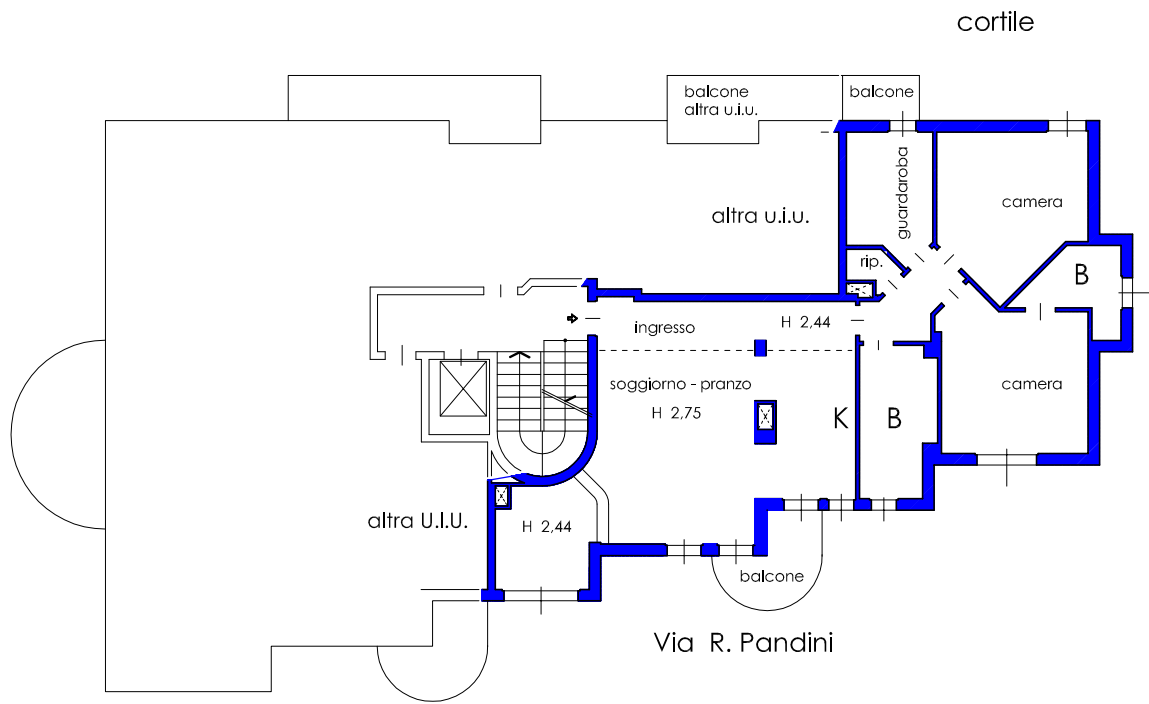 cortile
balcone
altra u.i.u.
balcone
guardaroba
camera
altra u.i.u.
rip.
B
ingresso
H 2,44
soggiorno - pranzo
H 2,75
camera
K
B
altra U.I.U.
H 2,44
balcone
Via R. Pandini